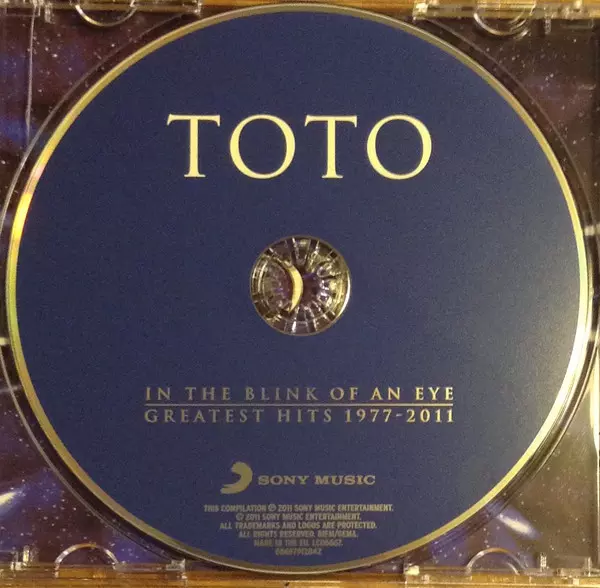 TOTO
IN THE BLINK OF AN EYE
GREATEST HITS 1977-2011
SONY MUSIC
THIS COMPILATION ℗ 2011 SONY MUSIC ENTERTAINMENT.
© 2011 SONY MUSIC ENTERTAINMENT.
ALL TRADEMARKS AND LOGOS ARE PROTECTED.
ALL RIGHTS RESERVED. BIEM/GEMA.
MADE IN THE EU.